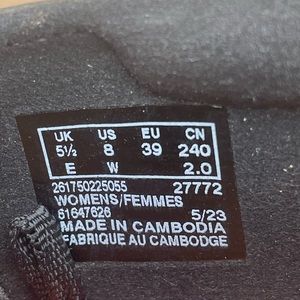 UK US EU CN
5½ 8 39 240
E W 2.0
261750225055 27772
WOMENS/FEMMES
61647626 5/23
MADE IN CAMBODIA
FABRIQUE AU CAMBODGE